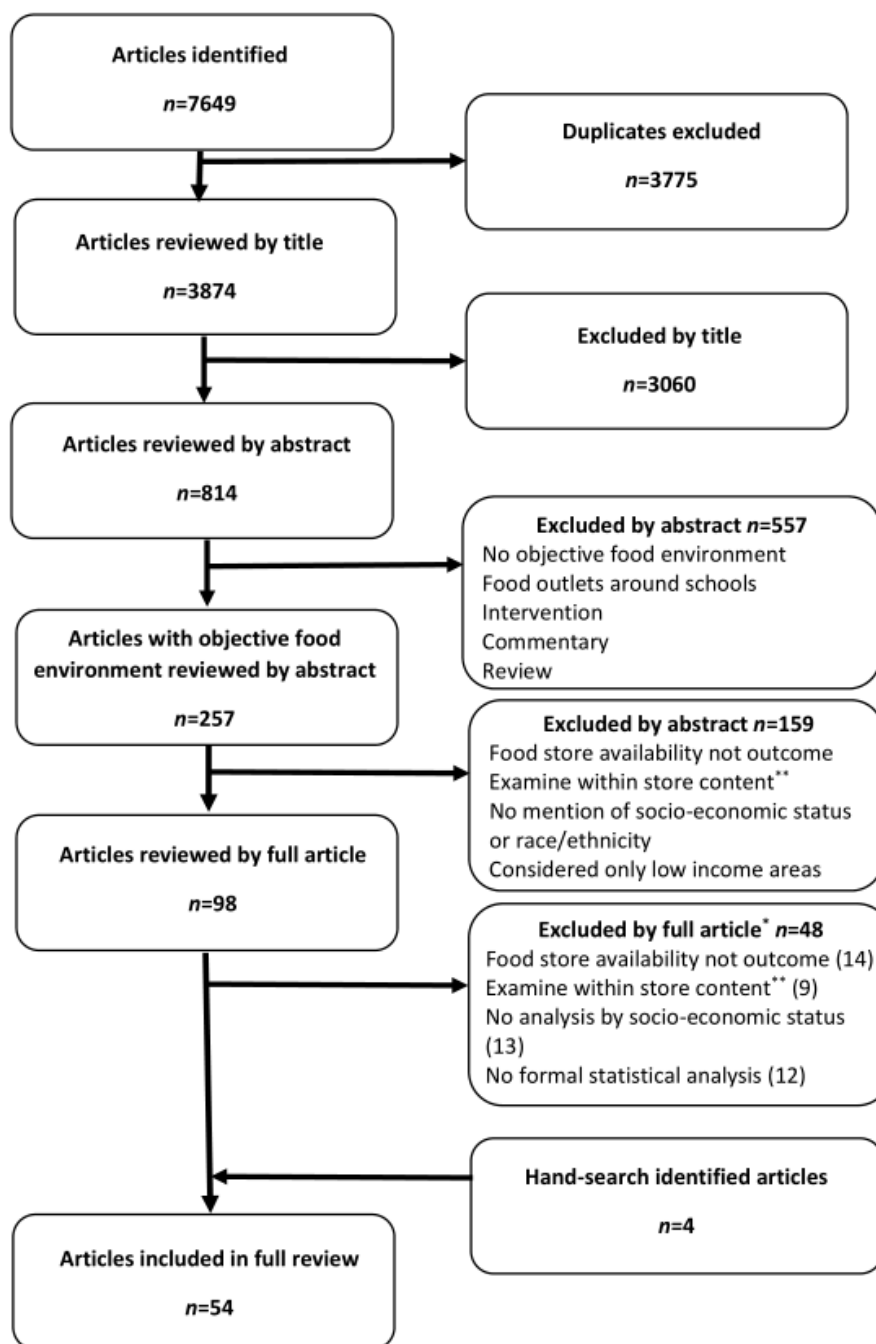 Articles identified
n=7649
Duplicates excluded
n=3775
Articles reviewed by title
n=3874
Excluded by title
n=3060
Articles reviewed by abstract
n=814
Excluded by abstract n=557
No objective food environment
Food outlets around schools
Intervention
Commentary
Review
Articles with objective food
environment reviewed by abstract
n=257
Excluded by abstract n=159
Food store availability not outcome
Examine within store content**
No mention of socio-economic status
or race/ethnicity
Considered only low income areas
Articles reviewed by full article
n=98
Excluded by full article* n=48
Food store availability not outcome (14)
Examine within store content** (9)
No analysis by socio-economic status
(13)
No formal statistical analysis (12)
Hand-search identified articles
n=4
Articles included in full review
n=54